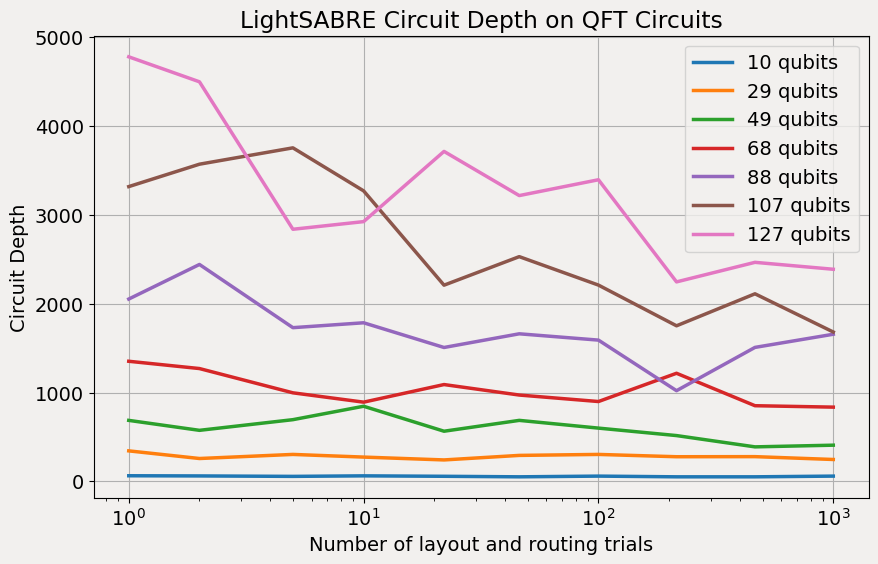 LightSABRE Circuit Depth on QFT Circuits
5000
4000
3000
2000
1000
0
Circuit Depth
10 qubits
29 qubits
49 qubits
68 qubits
88 qubits
107 qubits
127 qubits
10⁰ 10¹ 10² 10³
Number of layout and routing trials